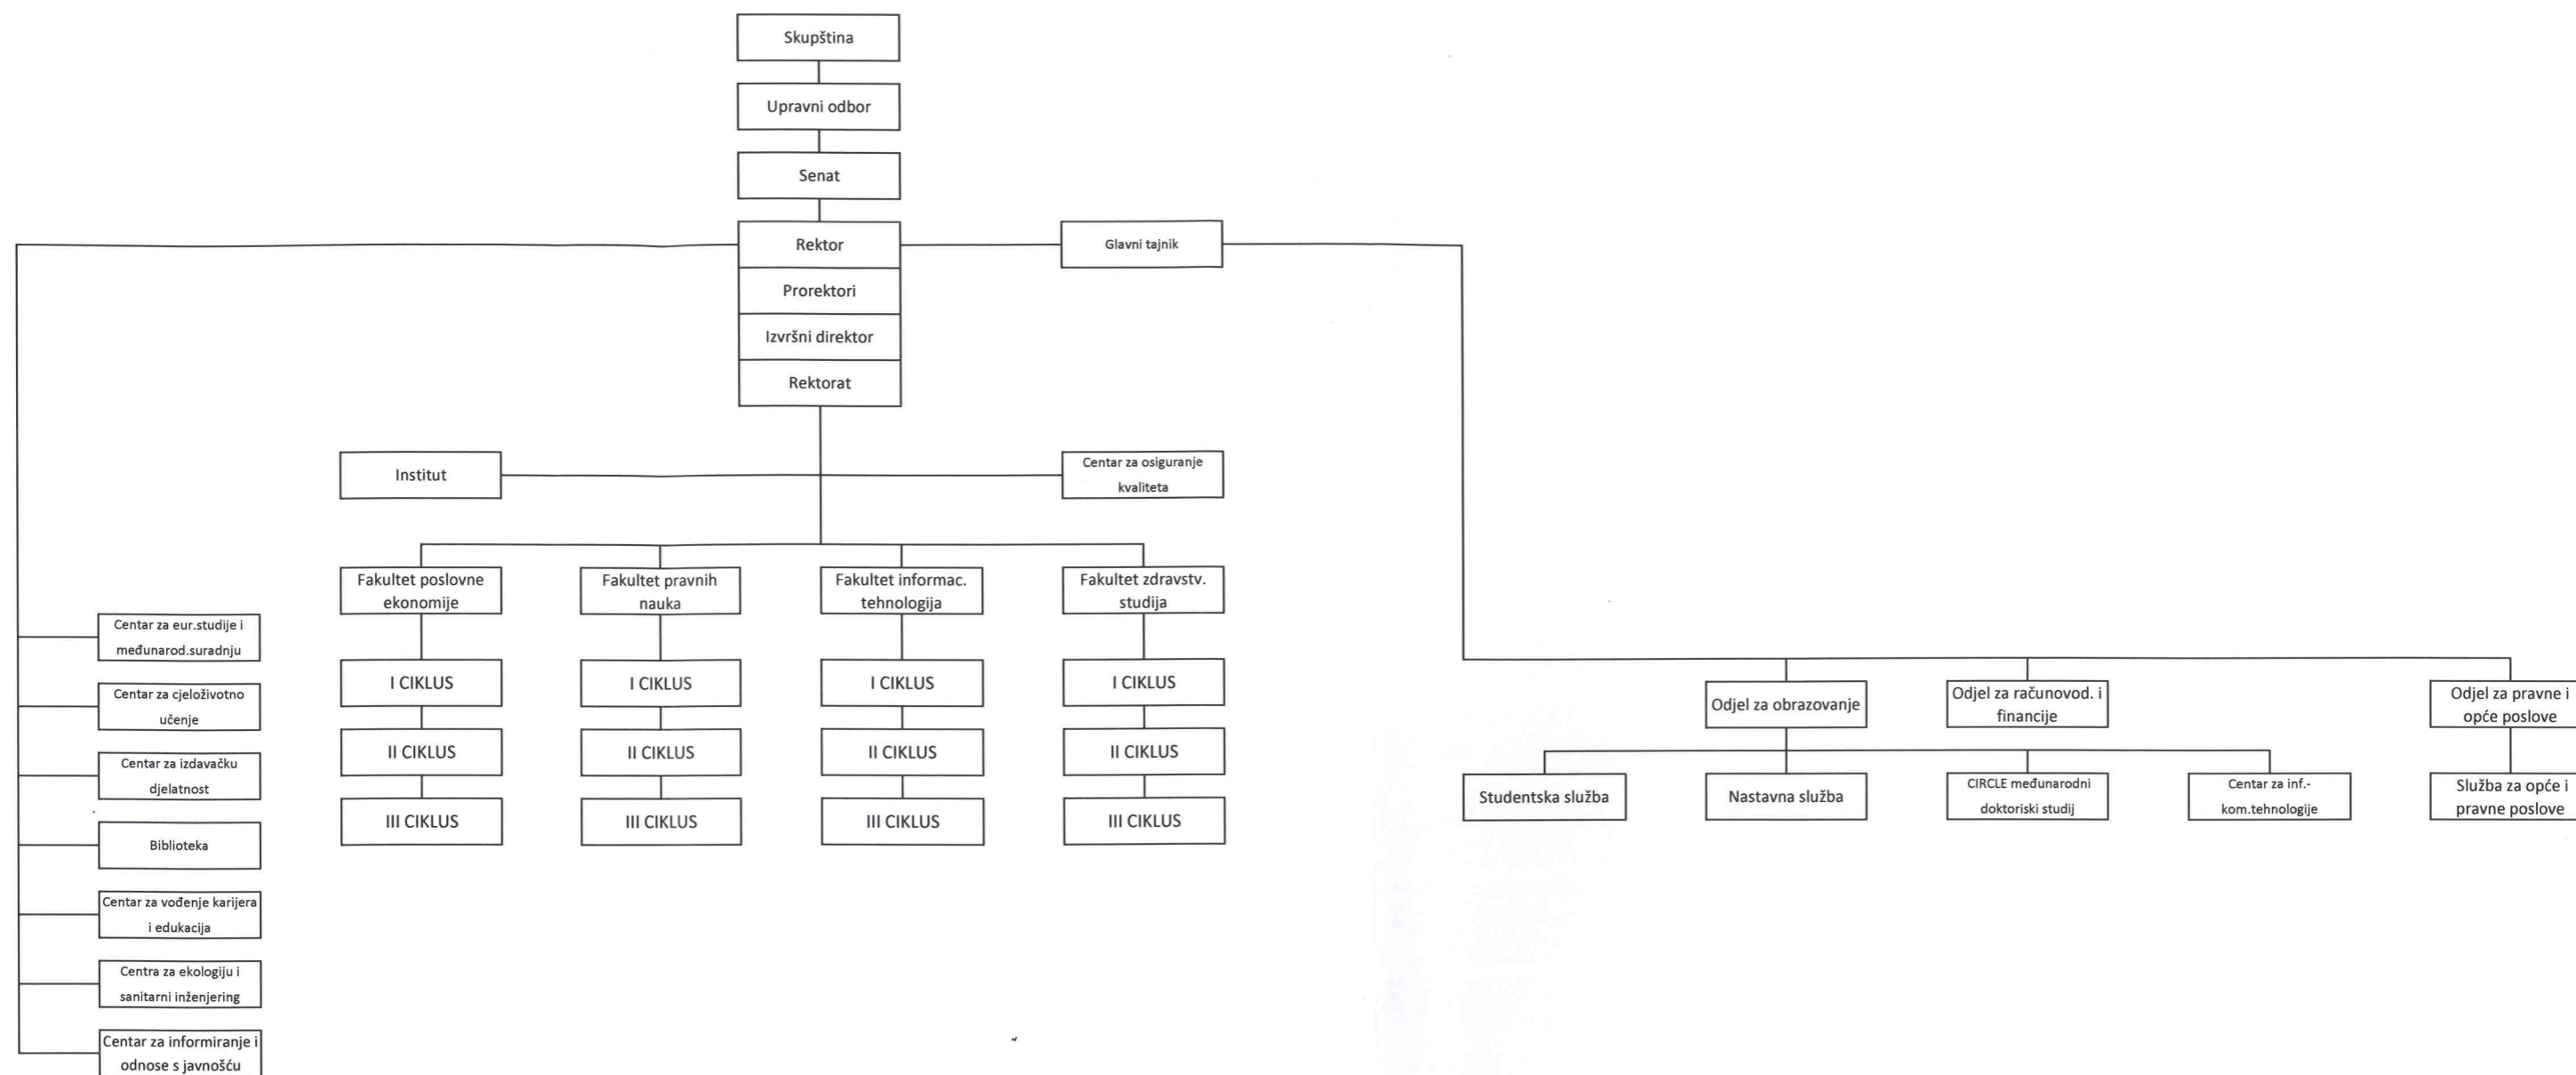 Skupština
Upravni odbor
Senat
Rektor
Glavni tajnik
Prorektori
Izvršni direktor
Rektorat
Institut
Centar za osiguranje
kvaliteta
Fakultet poslovne
ekonomije
Fakultet pravnih
nauka
Fakultet informac.
tehnologija
Fakultet zdravstv.
studija
I CIKLUS
I CIKLUS
I CIKLUS
I CIKLUS
II CIKLUS
II CIKLUS
II CIKLUS
II CIKLUS
III CIKLUS
III CIKLUS
III CIKLUS
III CIKLUS
Centar za eur.studije i
međunarod.suradnju
Centar za cjeloživotno
učenje
Centar za izdavačku
djelatnost
Biblioteka
Centar za vođenje karijera
i edukacija
Centra za ekologiju i
sanitarni inženjering
Centar za informiranje i
odnose s javnošću
Odjel za obrazovanje
Odjel za računovod. i
financije
Odjel za pravne i
opće poslove
Studentska služba
Nastavna služba
CIRCLE međunarodni
doktoriski studij
Centar za inf.-
kom.tehnologije
Služba za opće i
pravne poslove